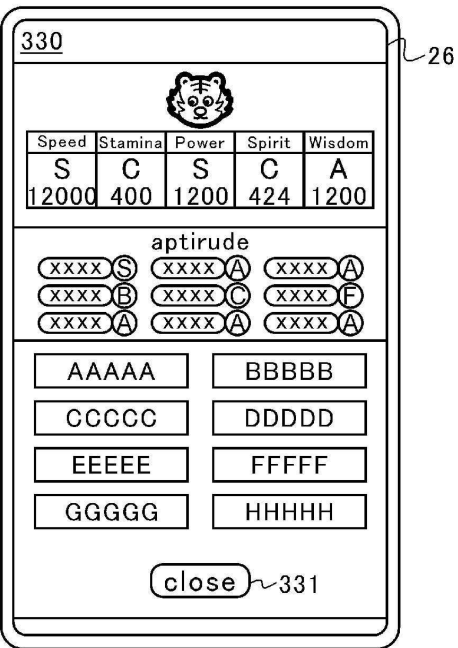 330
26
Speed Stamina Power Spirit Wisdom
S C S C A
12000 400 1200 424 1200
aptirude
xxxx S xxxx A xxxx A
xxxx B xxxx C xxxx F
xxxx A xxxx A xxxx A
AAAAA BBBBB
CCCCC DDDDD
EEEEE FFFFF
GGGGG HHHHH
close 331